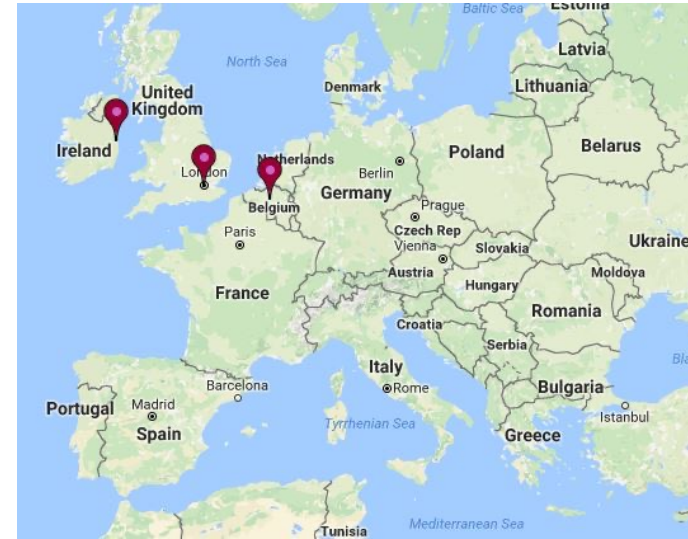 Baltic Sea
Estonia
Latvia
North Sea
Lithuania
United
Kingdom
Denmark
Ireland
Belarus
Poland
Netherlands
Berlin
London
Germany
Belgium
Prague
Paris
Czech Rep
Ukraine
Vienna
Slovakia
Austria
Moldova
Hungary
France
Romania
Croatia
Serbia
Italy
Barcelona
Rome
Bulgaria
Portugal
Madrid
Istanbul
Tyrrhenian Sea
Spain
Greece
Mediterranean Sea
Tunisia